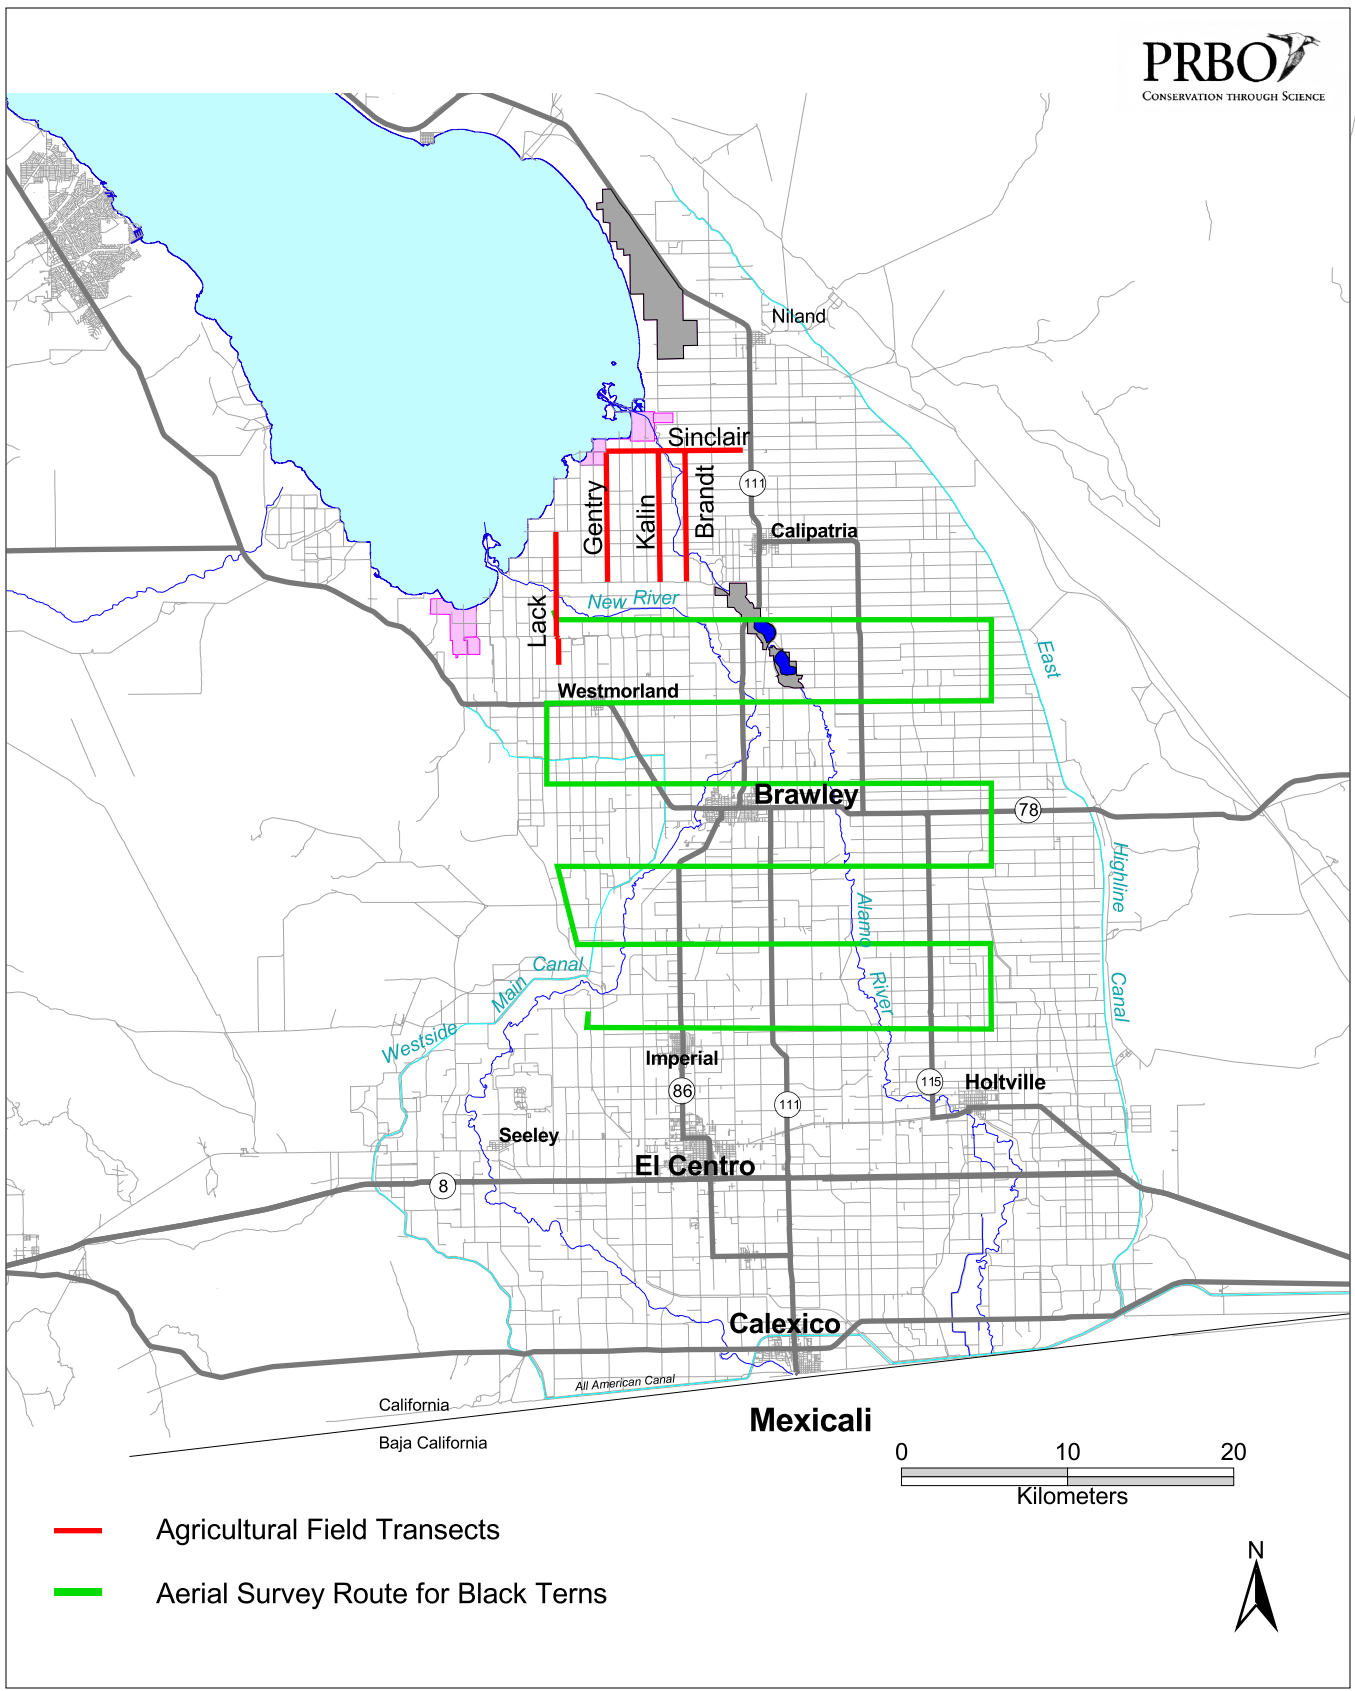 PRBO
CONSERVATION THROUGH SCIENCE
Niland
Sinclair
Gentry
Kalin
Brandt
111
Calipatria
New River
Lack
East
Westmorland
Brawley
78
Highline
Alamo
Canal
Main
River
Canal
Westside
Imperial
86
111
115
Holtville
Seeley
El Centro
8
Calexico
All American Canal
California
Baja California
Mexicali
0 10 20
Kilometers
N
Agricultural Field Transects
Aerial Survey Route for Black Terns